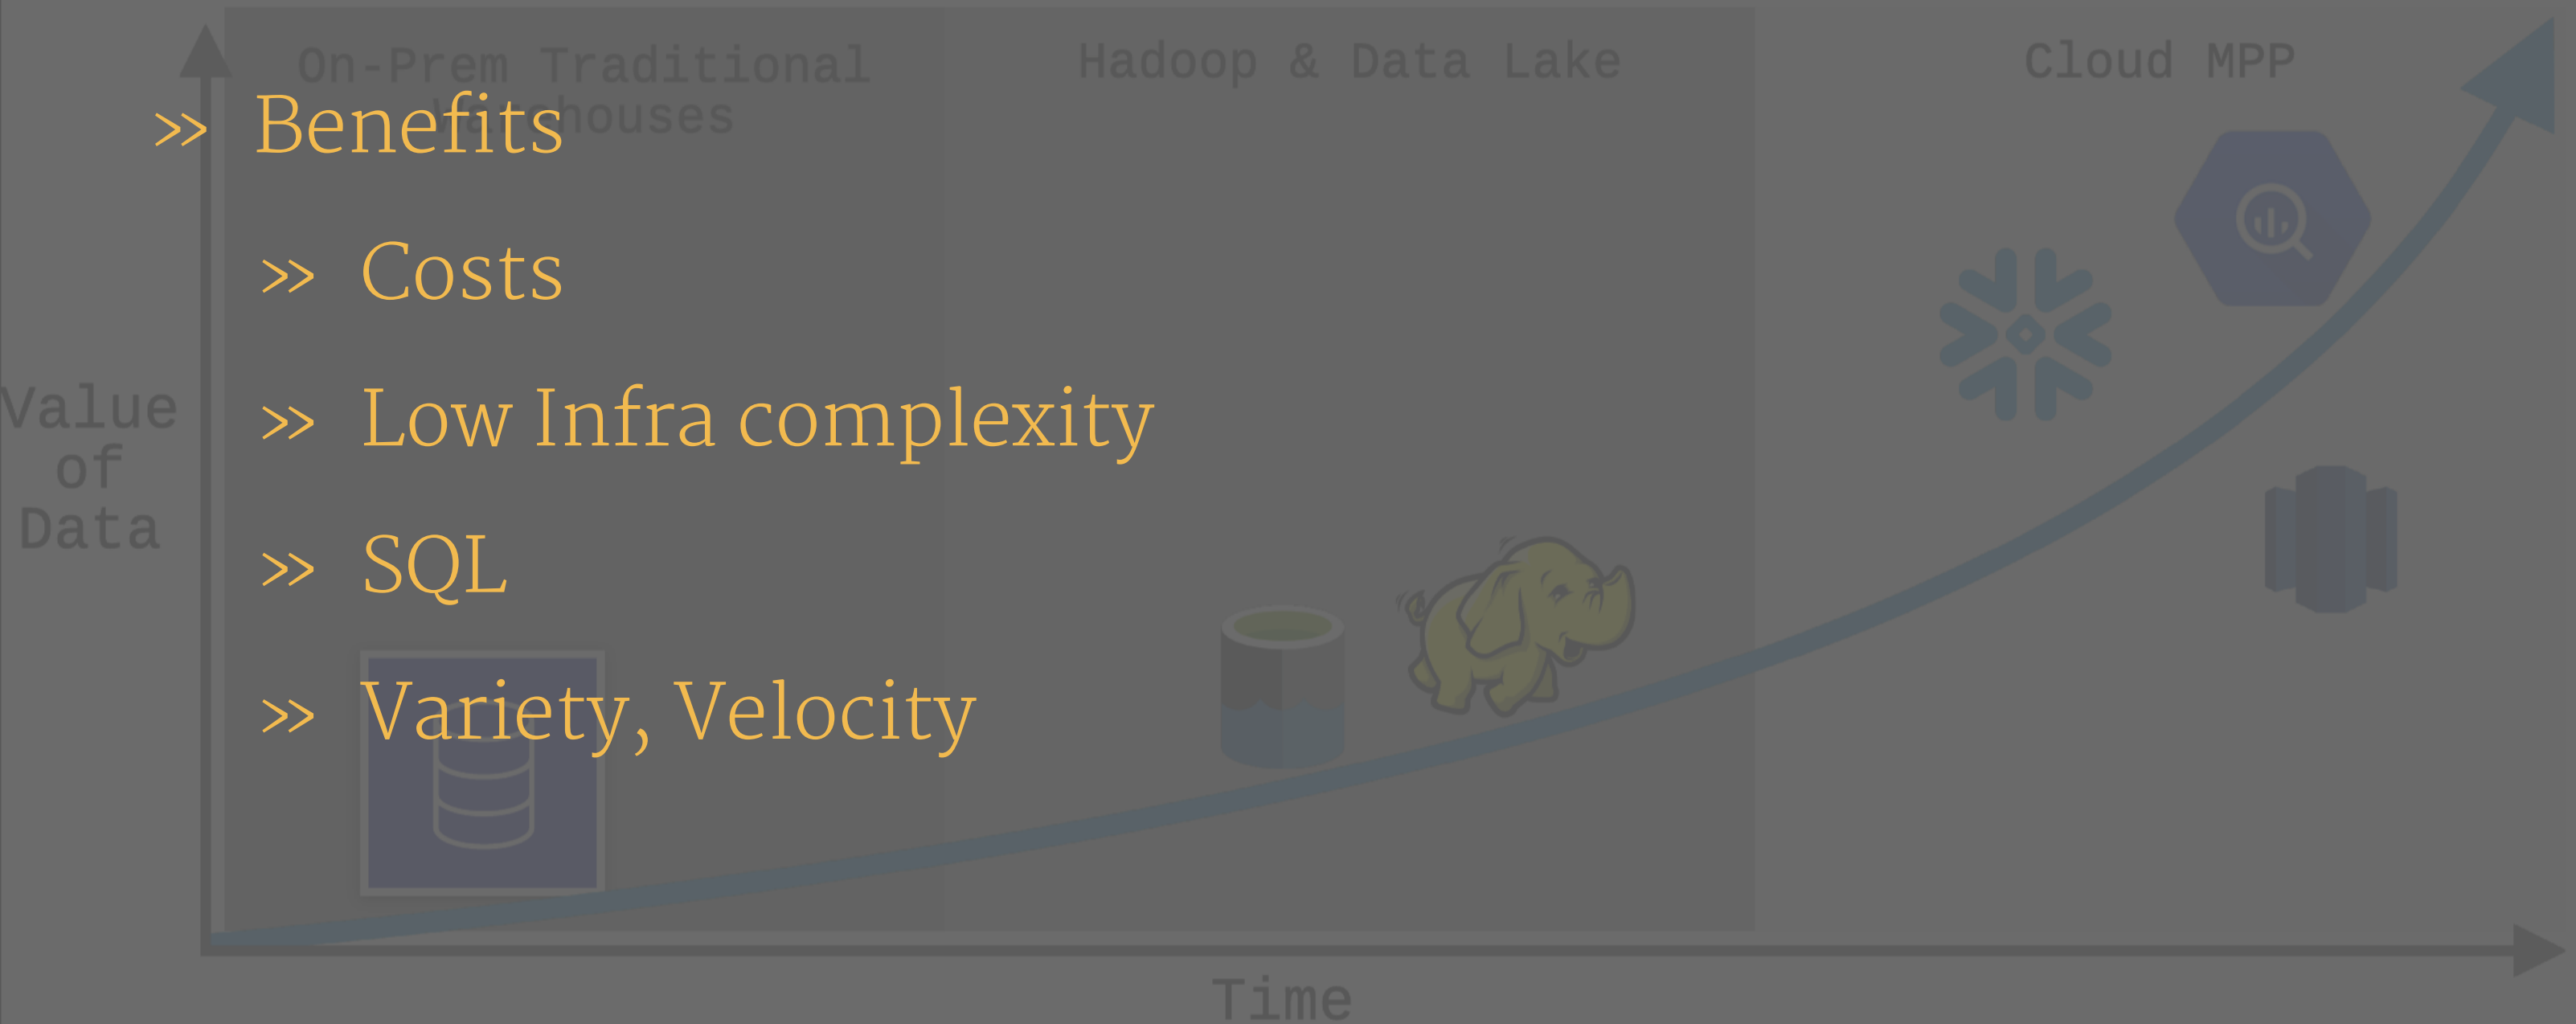 On-Prem Traditional
Warehouses
Hadoop & Data Lake
Cloud MPP
» Benefits
» Costs
» Low Infra complexity
» SQL
» Variety, Velocity
Value
of
Data
Time